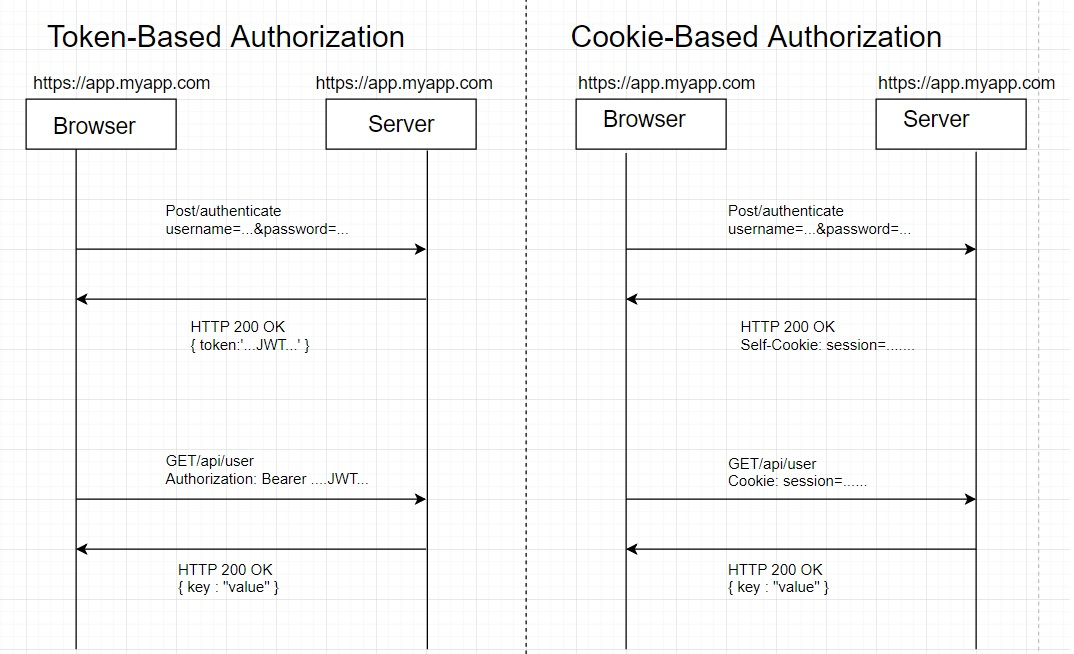 Token-Based Authorization
https://app.myapp.com
https://app.myapp.com
Browser
Server
Post/authenticate
username=...&password=...
HTTP 200 OK
{ token:'...JWT...' }
GET/api/user
Authorization: Bearer ....JWT...
HTTP 200 OK
{ key : "value" }
Cookie-Based Authorization
https://app.myapp.com
https://app.myapp.com
Browser
Server
Post/authenticate
username=...&password=...
HTTP 200 OK
Self-Cookie: session=.......
GET/api/user
Cookie: session=......
HTTP 200 OK
{ key : "value" }